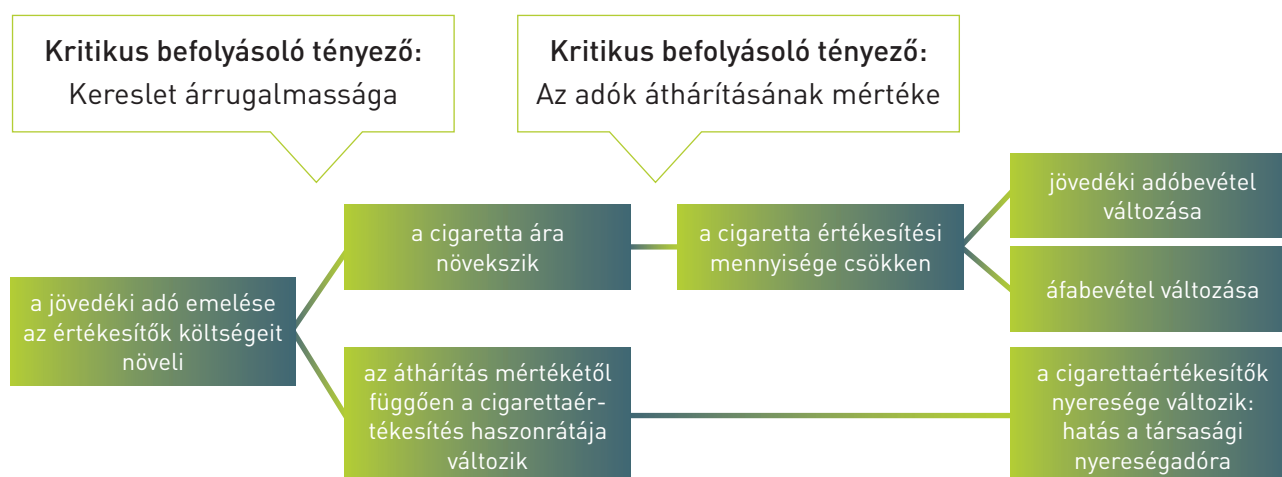 Kritikus befolyásoló tényező:
Kereslet árrugalmassága
Kritikus befolyásoló tényező:
Az adók áthárításának mértéke
a jövedéki adó emelése
az értékesítők költségeit
növeli
a cigaretta ára
növekszik
a cigaretta értékesítési
mennyisége csökken
jövedéki adóbevétel
változása
áfabevétel változása
az áthárítás mértékétől
függően a cigarettaér-
tékesítés haszonrátája
változik
a cigarettaértékesítők
nyeresége változik:
hatás a társasági
nyereségadóra